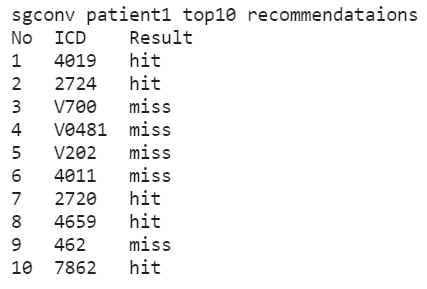 sgconv patient1 top10 recommendataions
No ICD Result
1 4019 hit
2 2724 hit
3 V700 miss
4 V0481 miss
5 V202 miss
6 4011 miss
7 2720 hit
8 4659 hit
9 462 miss
10 7862 hit